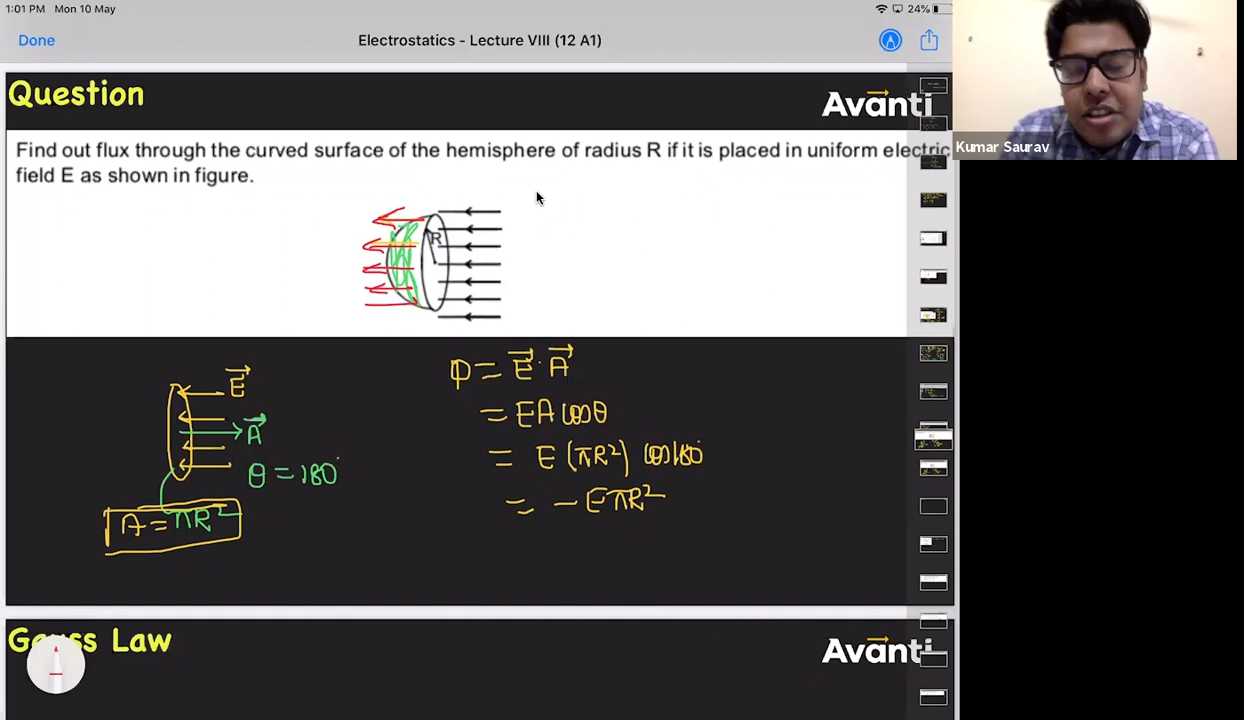 1:01 PM Mon 10 May
24%
Done
Electrostatics - Lecture VIII (12 A1)
Question
Avanti
Kumar Saurav
Find out flux through the curved surface of the hemisphere of radius R if it is placed in uniform electric
field E as shown in figure.
R
E⃗
A⃗
θ = 180°
A = πR²
Φ = E⃗ · A⃗
= EA cosθ
= E (πR²) cos180
= - EπR²
Gauss Law
Avanti